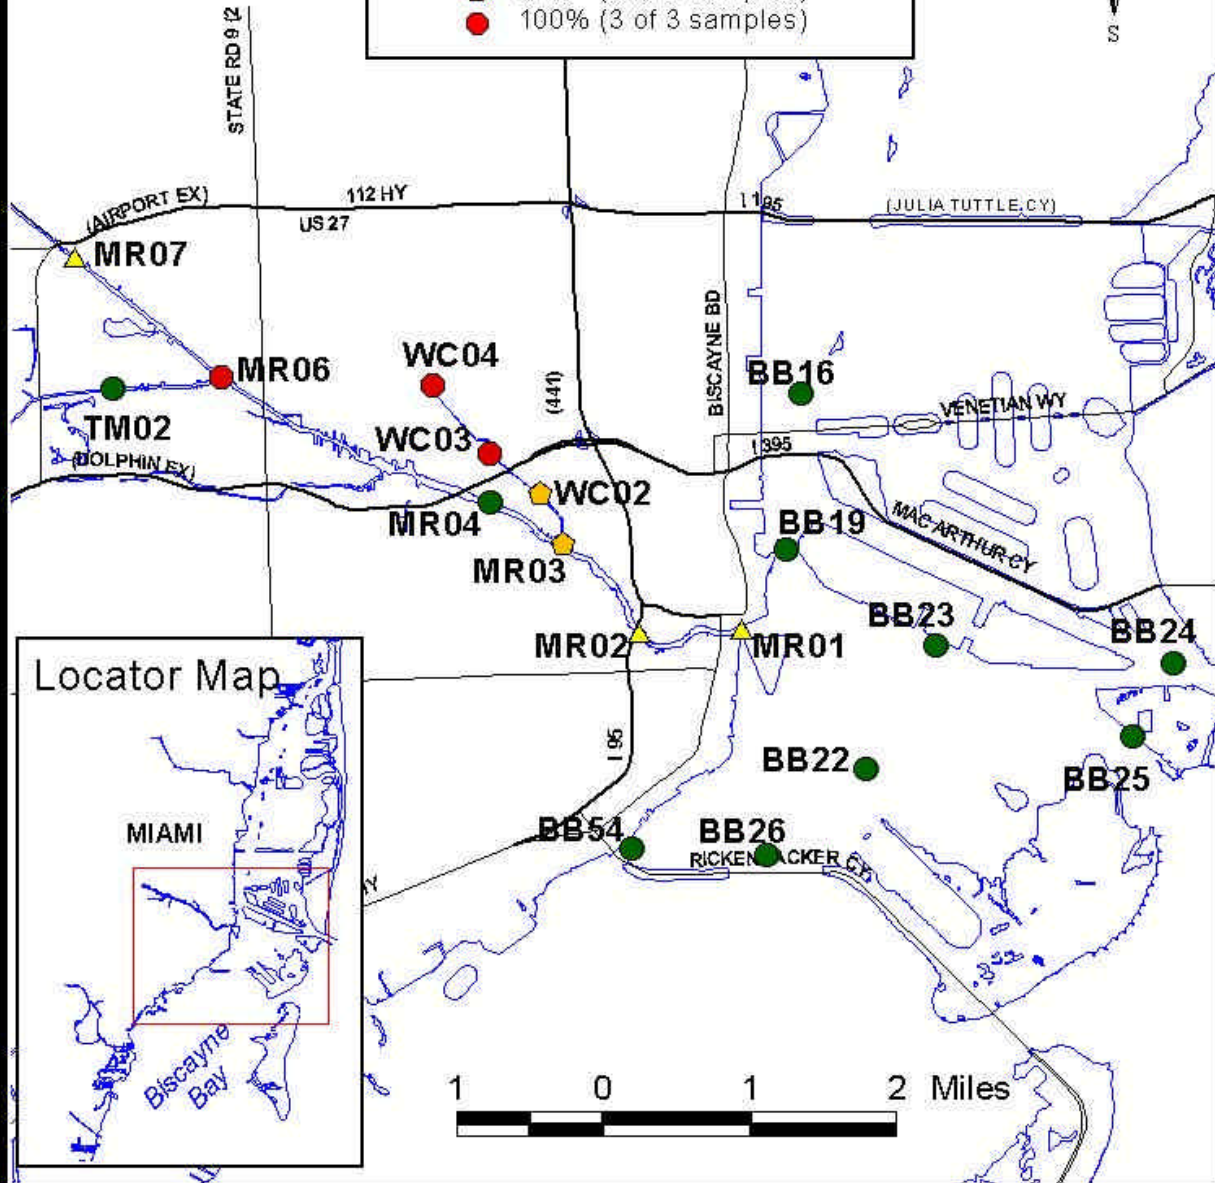 100% (3 of 3 samples)
S
STATE RD 9 (2
(AIRPORT EX)
112 HY
US 27
I 195
(JULIA TUTTLE CY)
MR07
BISCAYNE BD
WC04
MR06
(441)
BB16
VENETIAN WY
TM02
WC03
I 395
(DOLPHIN EX)
WC02
MR04
BB19
MAC ARTHUR CY
MR03
BB23
BB24
MR02
MR01
Locator Map
I 95
BB22
BB25
MIAMI
BB54
BB26
RICKENBACKER CY
Biscayne
Bay
1 0 1 2 Miles